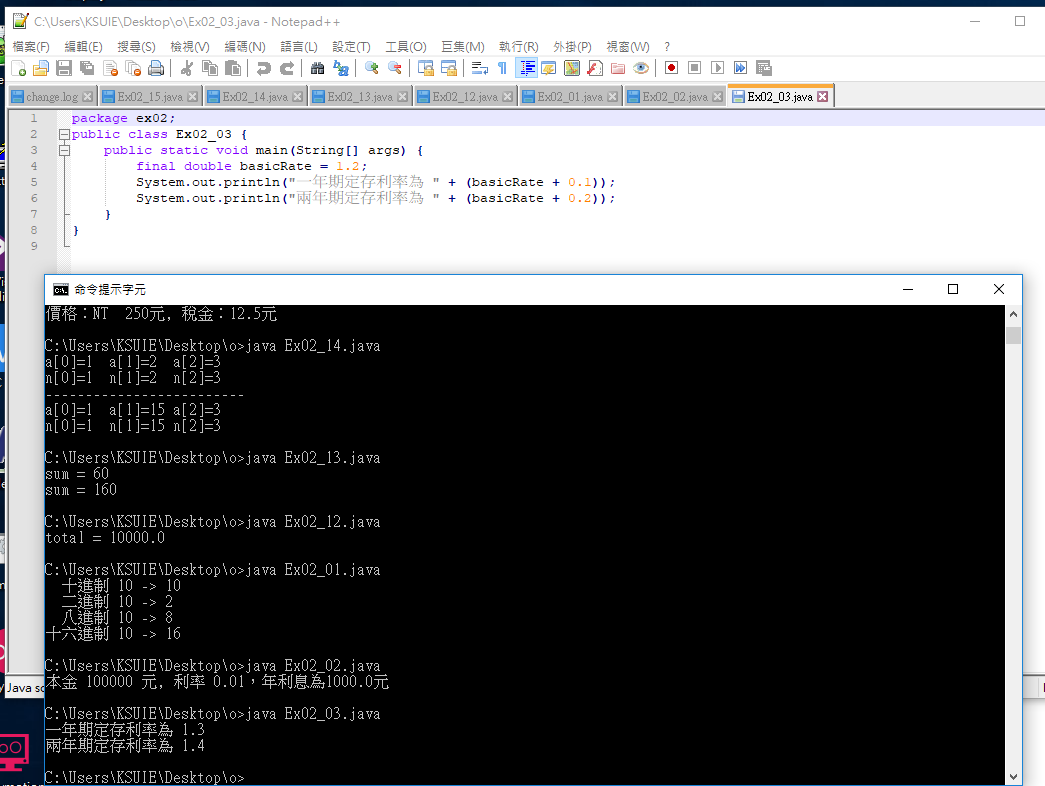 C:\Users\KSUIE\Desktop\o\Ex02_03.java - Notepad++
檔案(F) 編輯(E) 搜尋(S) 檢視(V) 編碼(N) 語言(L) 設定(T) 工具(O) 巨集(M) 執行(R) 外掛(P) 視窗(W) ?
change.log Ex02_15.java Ex02_14.java Ex02_13.java Ex02_12.java Ex02_01.java Ex02_02.java Ex02_03.java
1 package ex02;
2 public class Ex02_03 {
3 public static void main(String[] args) {
4 final double basicRate = 1.2;
5 System.out.println("一年期定存利率為 " + (basicRate + 0.1));
6 System.out.println("兩年期定存利率為 " + (basicRate + 0.2));
7 }
8 }
9
命令提示字元
價格：NT  250元, 稅金：12.5元
C:\Users\KSUIE\Desktop\o>java Ex02_14.java
a[0]=1  a[1]=2  a[2]=3
n[0]=1  n[1]=2  n[2]=3
-------------------------
a[0]=1  a[1]=15 a[2]=3
n[0]=1  n[1]=15 n[2]=3
C:\Users\KSUIE\Desktop\o>java Ex02_13.java
sum = 60
sum = 160
C:\Users\KSUIE\Desktop\o>java Ex02_12.java
total = 10000.0
C:\Users\KSUIE\Desktop\o>java Ex02_01.java
十進制 10 -> 10
二進制 10 -> 2
八進制 10 -> 8
十六進制 10 -> 16
C:\Users\KSUIE\Desktop\o>java Ex02_02.java
本金 100000 元, 利率 0.01，年利息為1000.0元
C:\Users\KSUIE\Desktop\o>java Ex02_03.java
一年期定存利率為 1.3
兩年期定存利率為 1.4
C:\Users\KSUIE\Desktop\o>
Java